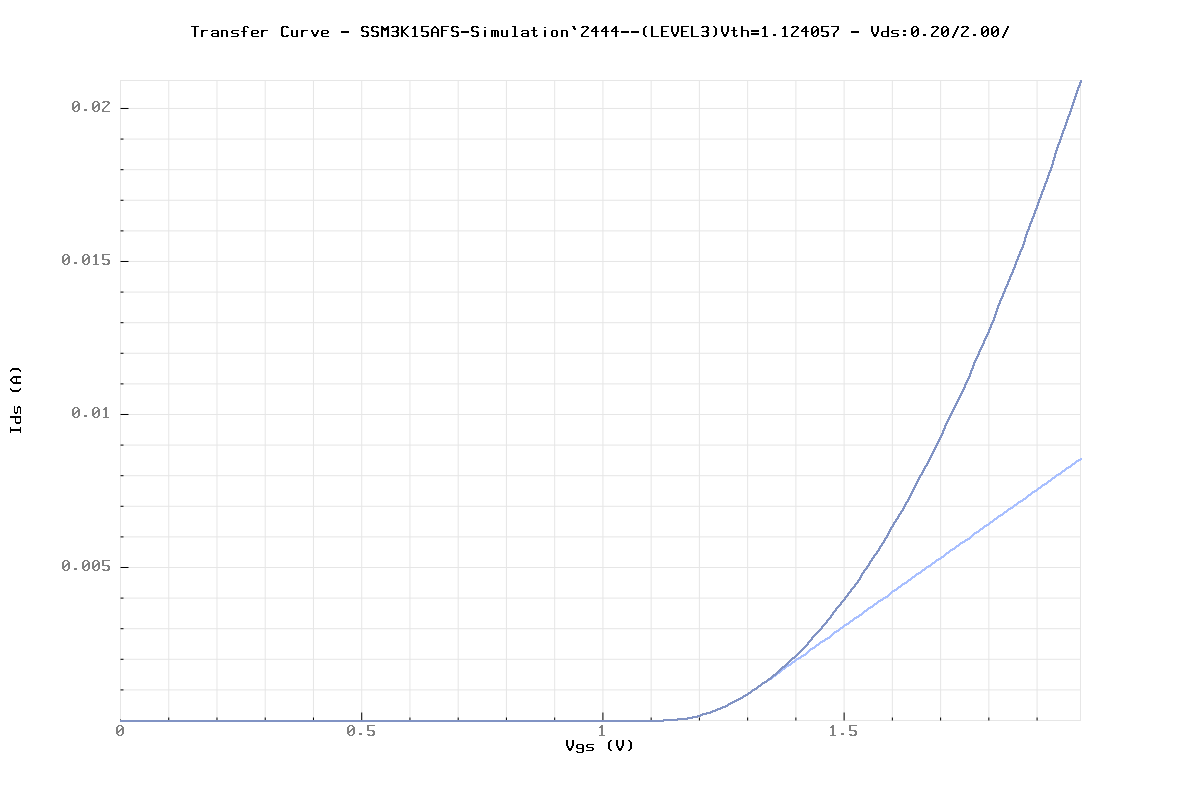 Transfer Curve - SSM3K15AFS-Simulation`2444--(LEVEL3)Vth=1.124057 - Vds:0.20/2.00/
0.02
0.015
0.01
0.005
Ids (A)
0 0.5 1 1.5
Vgs (V)